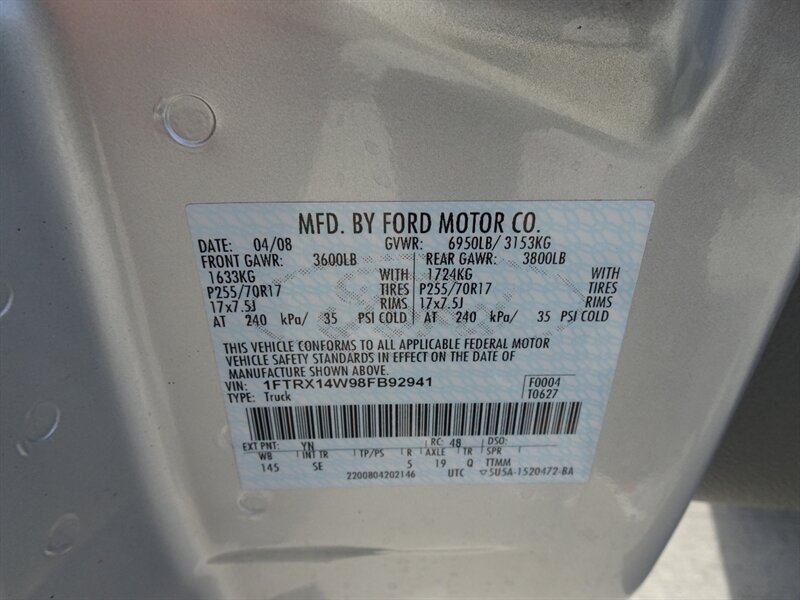 MFD. BY FORD MOTOR CO.
DATE: 04/08 GVWR: 6950LB/ 3153KG
FRONT GAWR: 3600LB REAR GAWR: 3800LB
1633KG WITH 1724KG WITH
P255/70R17 TIRES P255/70R17 TIRES
17x7.5J RIMS 17x7.5J RIMS
AT 240 kPa/ 35 PSI COLD AT 240 kPa/ 35 PSI COLD
THIS VEHICLE CONFORMS TO ALL APPLICABLE FEDERAL MOTOR
VEHICLE SAFETY STANDARDS IN EFFECT ON THE DATE OF
MANUFACTURE SHOWN ABOVE.
VIN: 1FTRX14W98FB92941 F0004
TYPE: Truck T0627
EXT PNT: YN RC: 48 DSO:
WB INT TR TP/PS R AXLE TR SPR
145 SE 5 19 Q TTMM
2200804202146 UTC ▽5U5A-1520472-BA